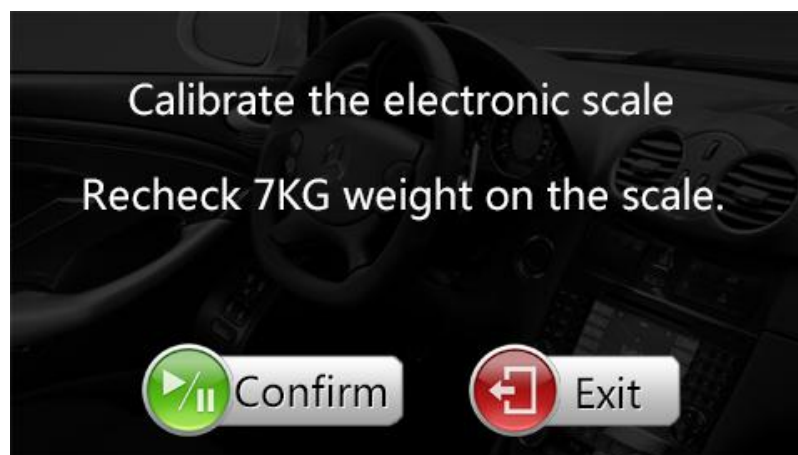 Calibrate the electronic scale
Recheck 7KG weight on the scale.
Confirm
Exit